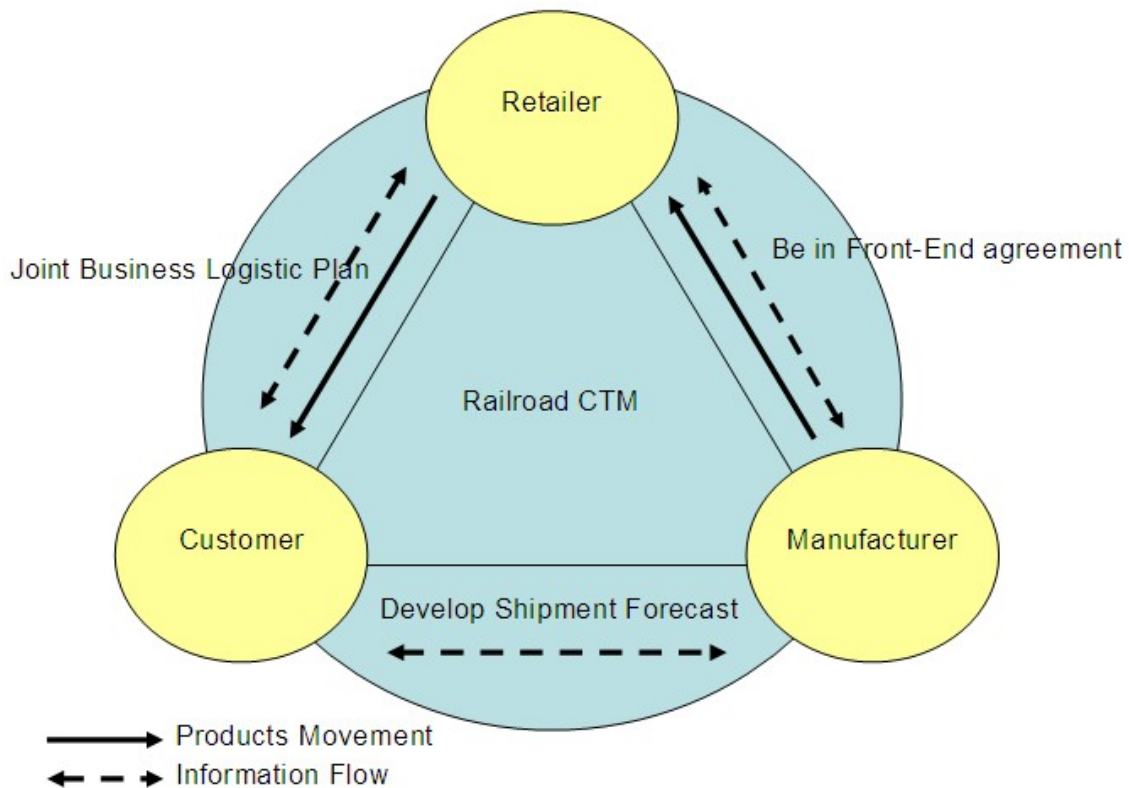 Retailer
Be in Front-End agreement
Joint Business Logistic Plan
Railroad CTM
Customer
Manufacturer
Develop Shipment Forecast
Products Movement
Information Flow